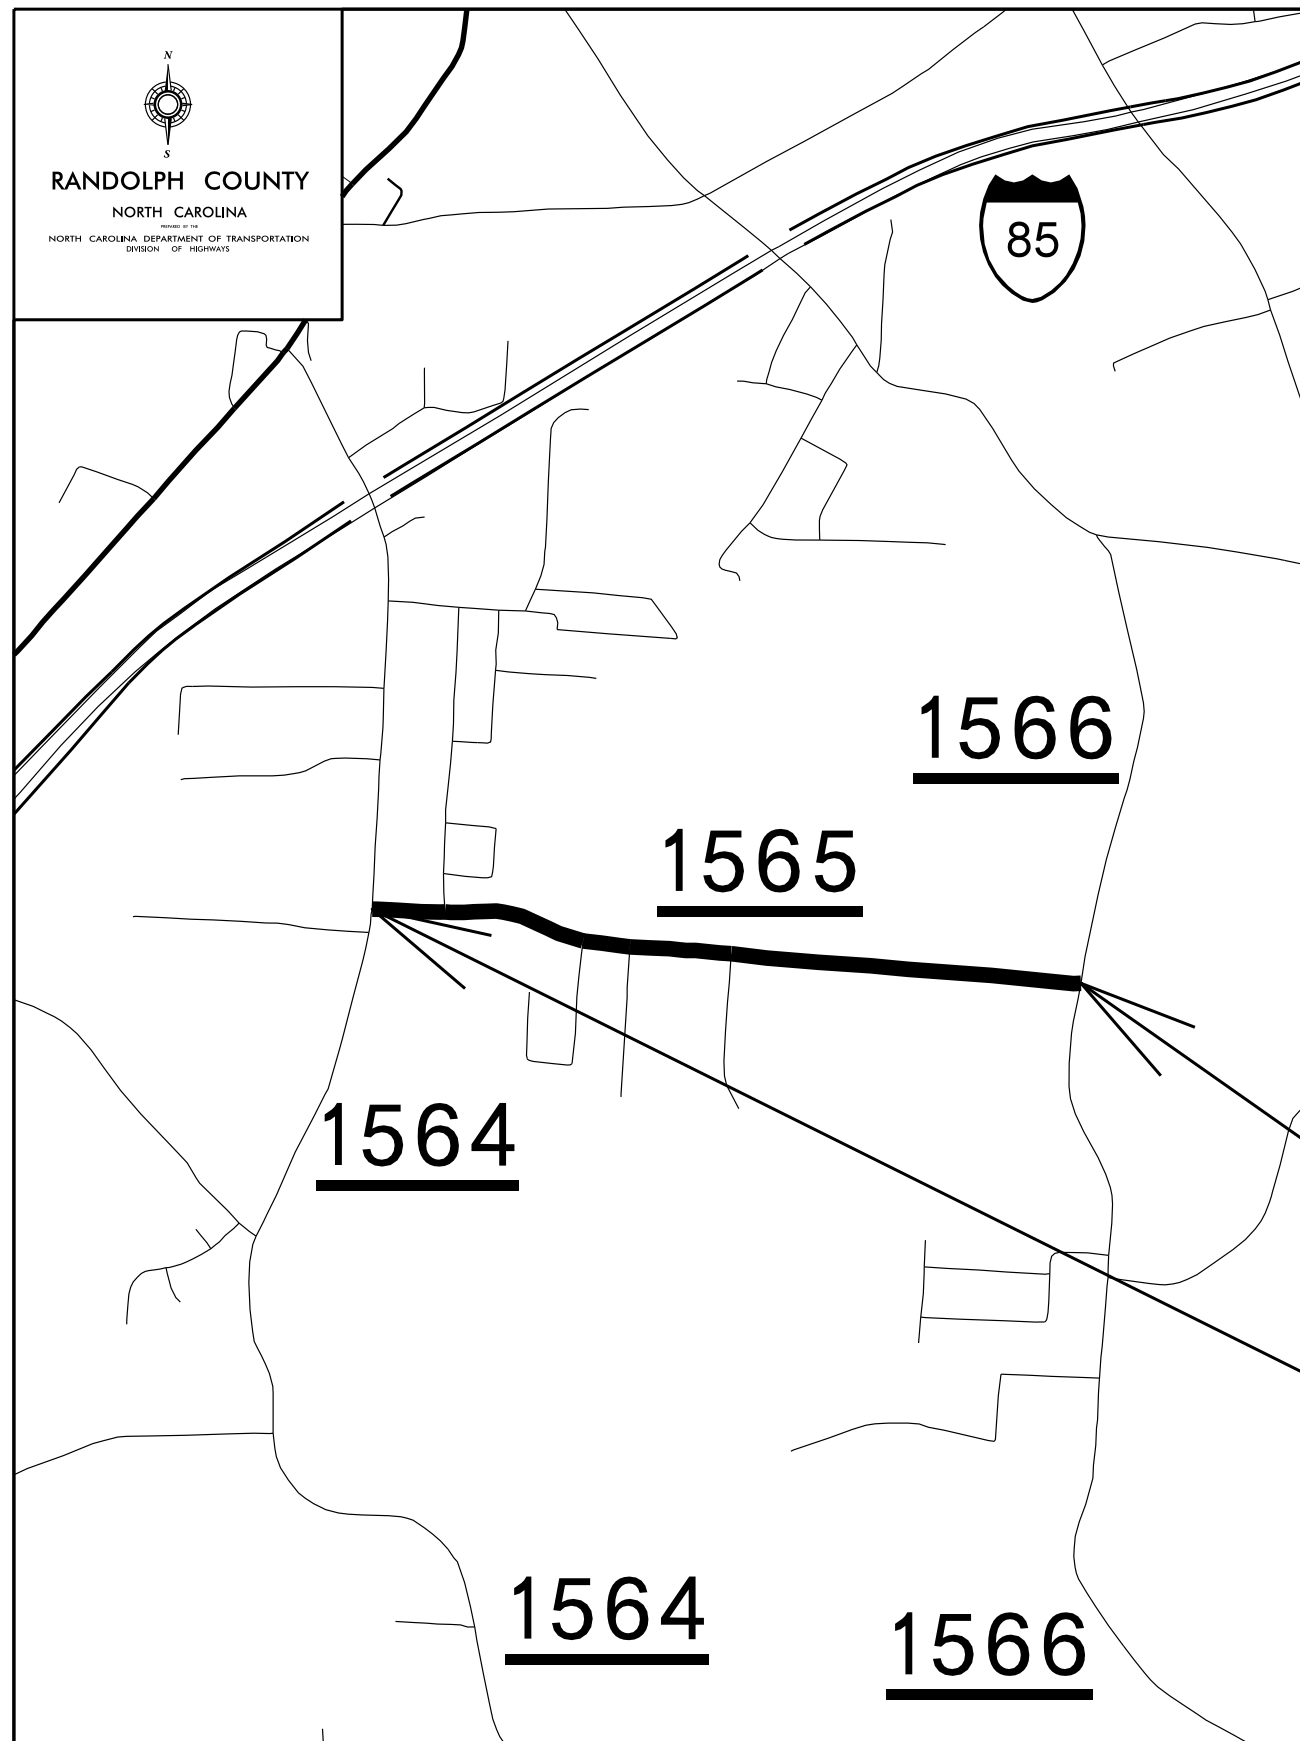 N
S
RANDOLPH COUNTY
NORTH CAROLINA
PREPARED BY THE
NORTH CAROLINA DEPARTMENT OF TRANSPORTATION
DIVISION OF HIGHWAYS
85
1566
1565
1564
1564
1566